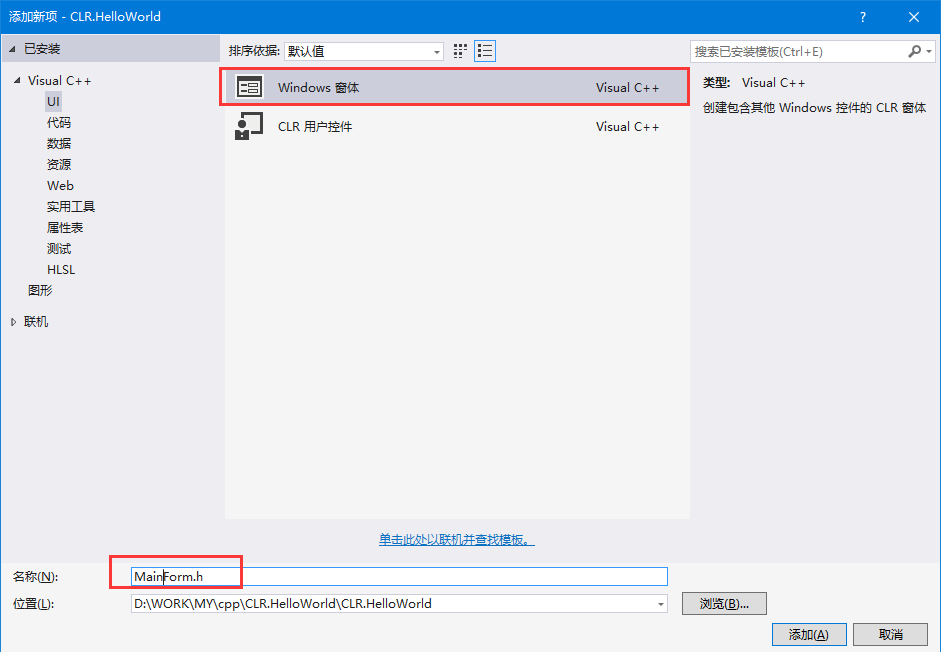 添加新项 - CLR.HelloWorld
已安装
排序依据: 默认值
搜索已安装模板(Ctrl+E)
Visual C++
UI
代码
数据
资源
Web
实用工具
属性表
测试
HLSL
图形
联机
Windows 窗体 Visual C++
CLR 用户控件 Visual C++
类型: Visual C++
创建包含其他 Windows 控件的 CLR 窗体
单击此处以联机并查找模板。
名称(N): MainForm.h
位置(L): D:\WORK\MY\cpp\CLR.HelloWorld\CLR.HelloWorld
浏览(B)...
添加(A) 取消